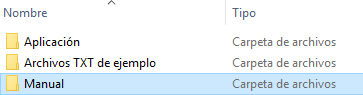 Nombre Tipo
Aplicación Carpeta de archivos
Archivos TXT de ejemplo Carpeta de archivos
Manual Carpeta de archivos